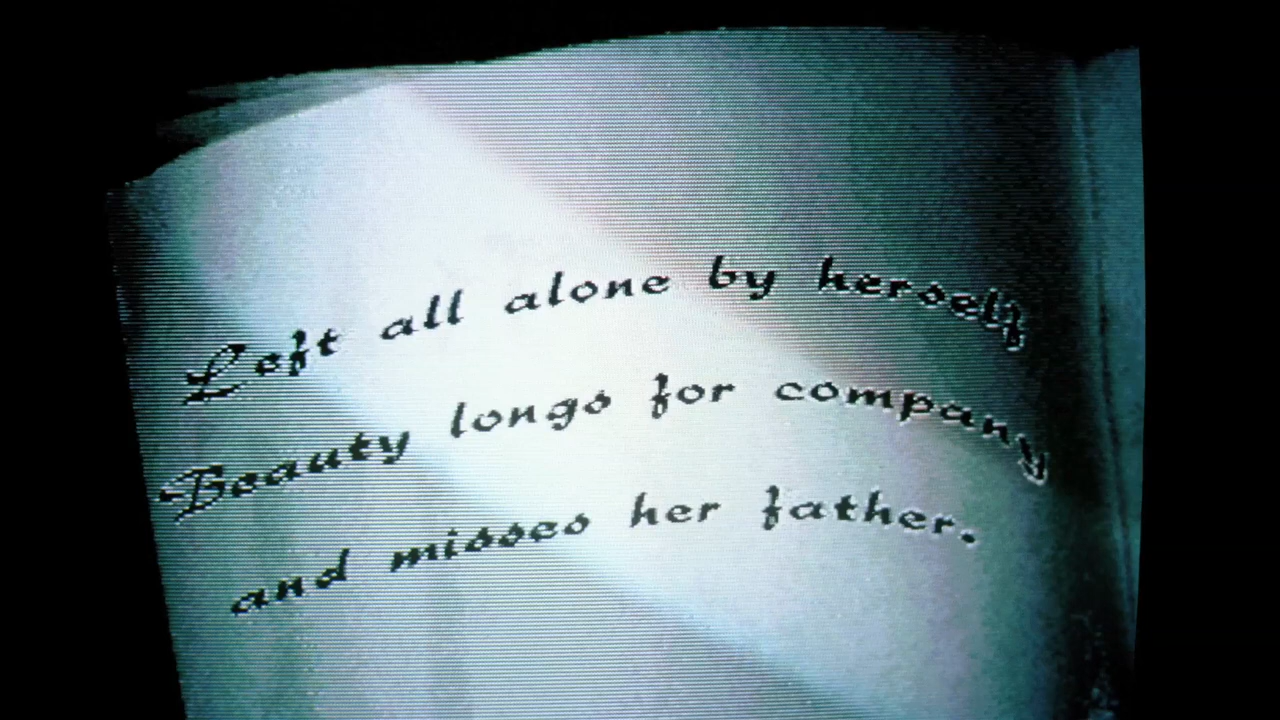 Left all alone by herself
Beauty longs for company
and misses her father.